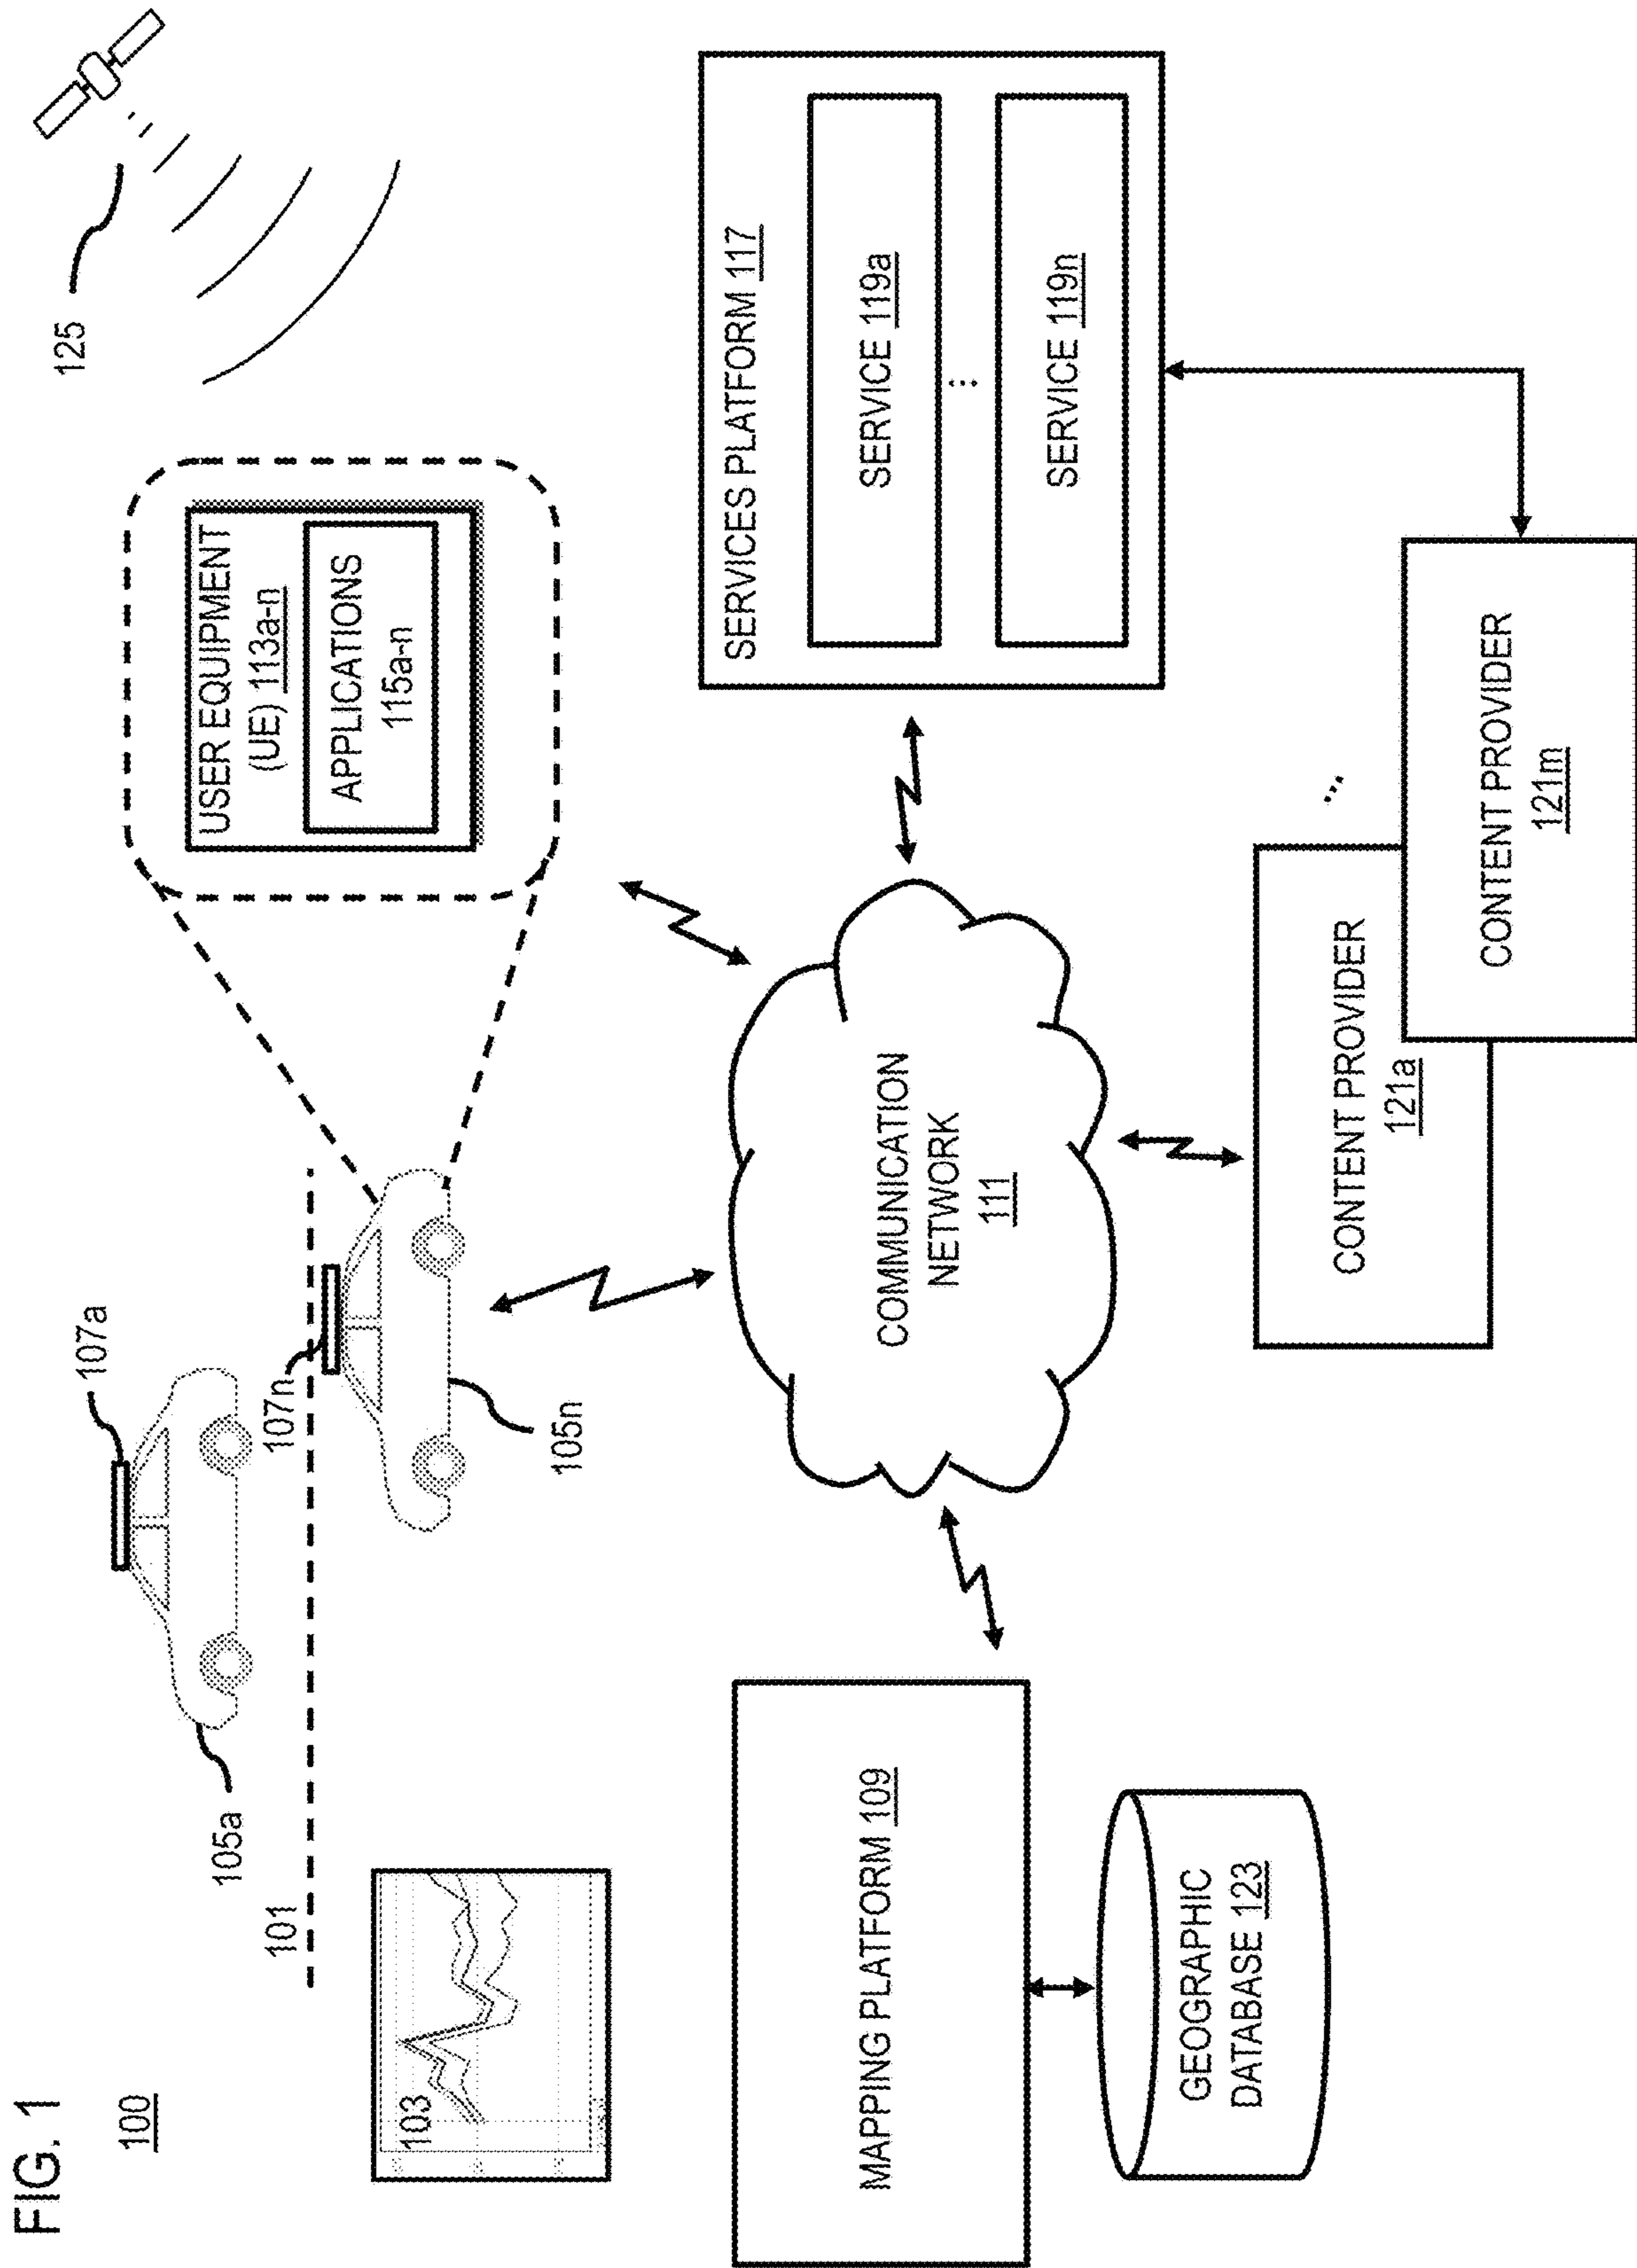 FIG. 1
100
105a
107a
101
107n
105n
103
125
USER EQUIPMENT
(UE) 113a-n
APPLICATIONS
115a-n
MAPPING PLATFORM 109
GEOGRAPHIC
DATABASE 123
COMMUNICATION
NETWORK
111
SERVICES PLATFORM 117
SERVICE 119a
...
SERVICE 119n
CONTENT PROVIDER
121a
...
CONTENT PROVIDER
121m